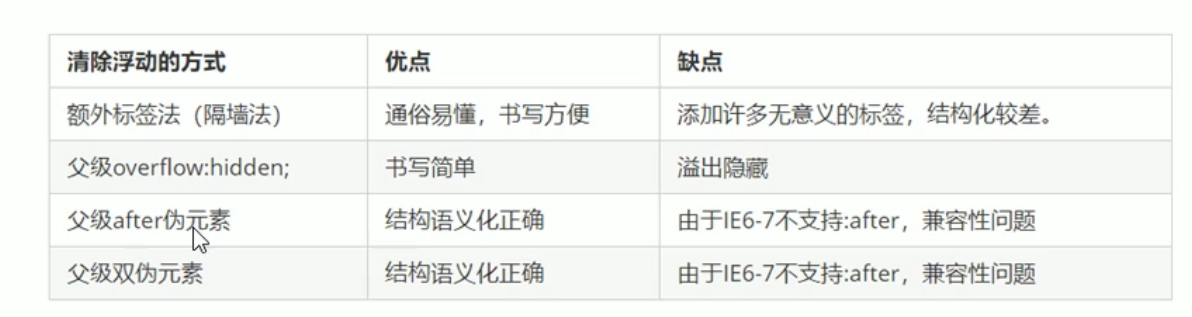 清除浮动的方式 优点 缺点
额外标签法（隔墙法） 通俗易懂，书写方便 添加许多无意义的标签，结构化较差。
父级overflow:hidden; 书写简单 溢出隐藏
父级after伪元素 结构语义化正确 由于IE6-7不支持:after，兼容性问题
父级双伪元素 结构语义化正确 由于IE6-7不支持:after，兼容性问题